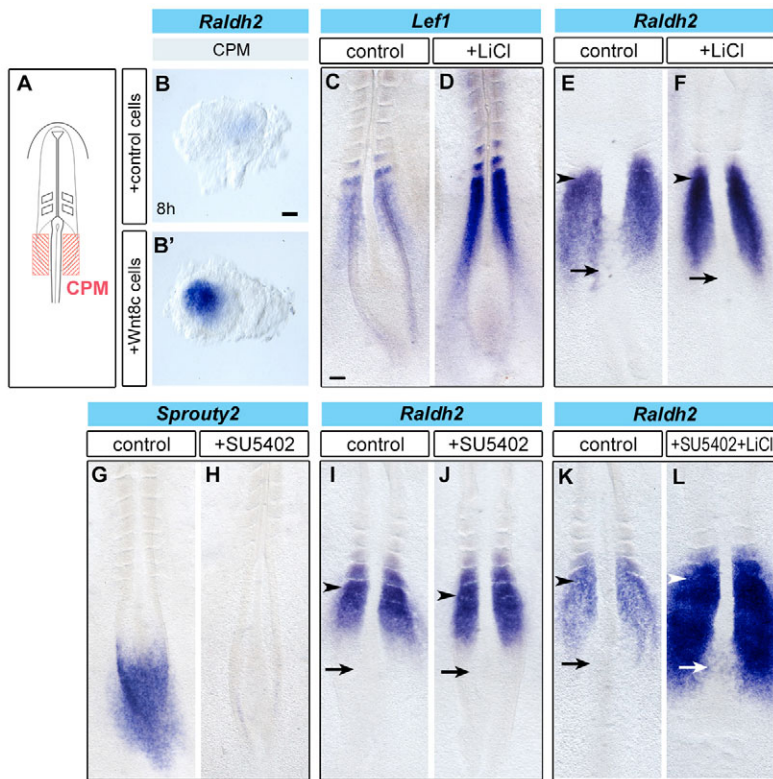 Raldh2
Lef1
Raldh2
CPM
control
+LiCl
control
+LiCl
A
CPM
+control cells
B
8h
+Wnt8c cells
B'
C
D
E
F
Sprouty2
Raldh2
Raldh2
control
+SU5402
control
+SU5402
control
+SU5402+LiCl
G
H
I
J
K
L